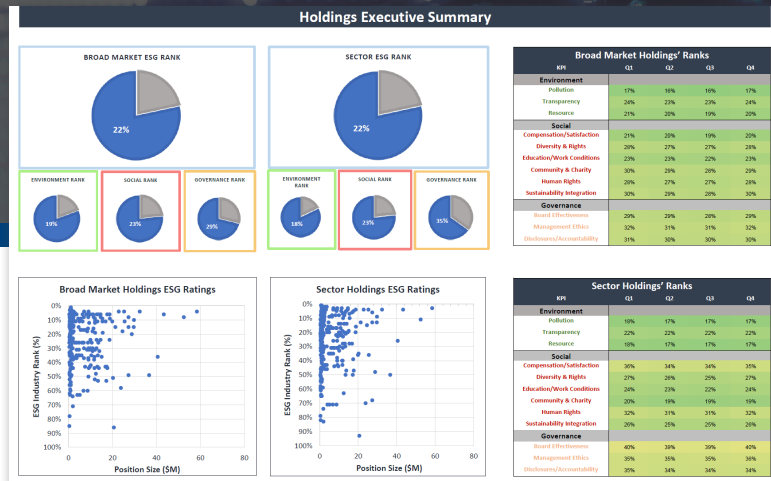 Holdings Executive Summary
BROAD MARKET ESG RANK
22%
ENVIRONMENT RANK
19%
SOCIAL RANK
23%
GOVERNANCE RANK
29%
SECTOR ESG RANK
22%
ENVIRONMENT
RANK
18%
SOCIAL RANK
23%
GOVERNANCE RANK
35%
Broad Market Holdings' Ranks
KPI Q1 Q2 Q3 Q4
Environment
Pollution 17% 16% 16% 17%
Transparency 24% 23% 23% 24%
Resource 21% 20% 19% 20%
Social
Compensation/Satisfaction 21% 20% 19% 20%
Diversity & Rights 28% 27% 27% 28%
Education/Work Conditions 23% 23% 22% 23%
Community & Charity 30% 29% 28% 29%
Human Rights 28% 27% 27% 28%
Sustainability Integration 30% 29% 28% 30%
Governance
Board Effectiveness 29% 29% 28% 29%
Management Ethics 32% 31% 31% 32%
Disclosures/Accountability 31% 30% 30% 30%
Broad Market Holdings ESG Ratings
ESG Industry Rank (%)
0%
10%
20%
30%
40%
50%
60%
70%
80%
90%
100%
0 20 40 60 80
Position Size ($M)
Sector Holdings ESG Ratings
ESG Industry Rank (%)
0%
10%
20%
30%
40%
50%
60%
70%
80%
90%
100%
0 20 40 60 80
Position Size ($M)
Sector Holdings' Ranks
KPI Q1 Q2 Q3 Q4
Environment
Pollution 18% 17% 17% 17%
Transparency 22% 22% 22% 22%
Resource 18% 17% 17% 17%
Social
Compensation/Satisfaction 36% 34% 34% 35%
Diversity & Rights 27% 26% 25% 27%
Education/Work Conditions 24% 23% 22% 24%
Community & Charity 20% 19% 19% 19%
Human Rights 32% 31% 31% 32%
Sustainability Integration 26% 25% 25% 26%
Governance
Board Effectiveness 40% 39% 39% 40%
Management Ethics 35% 35% 35% 36%
Disclosures/Accountability 35% 34% 34% 34%